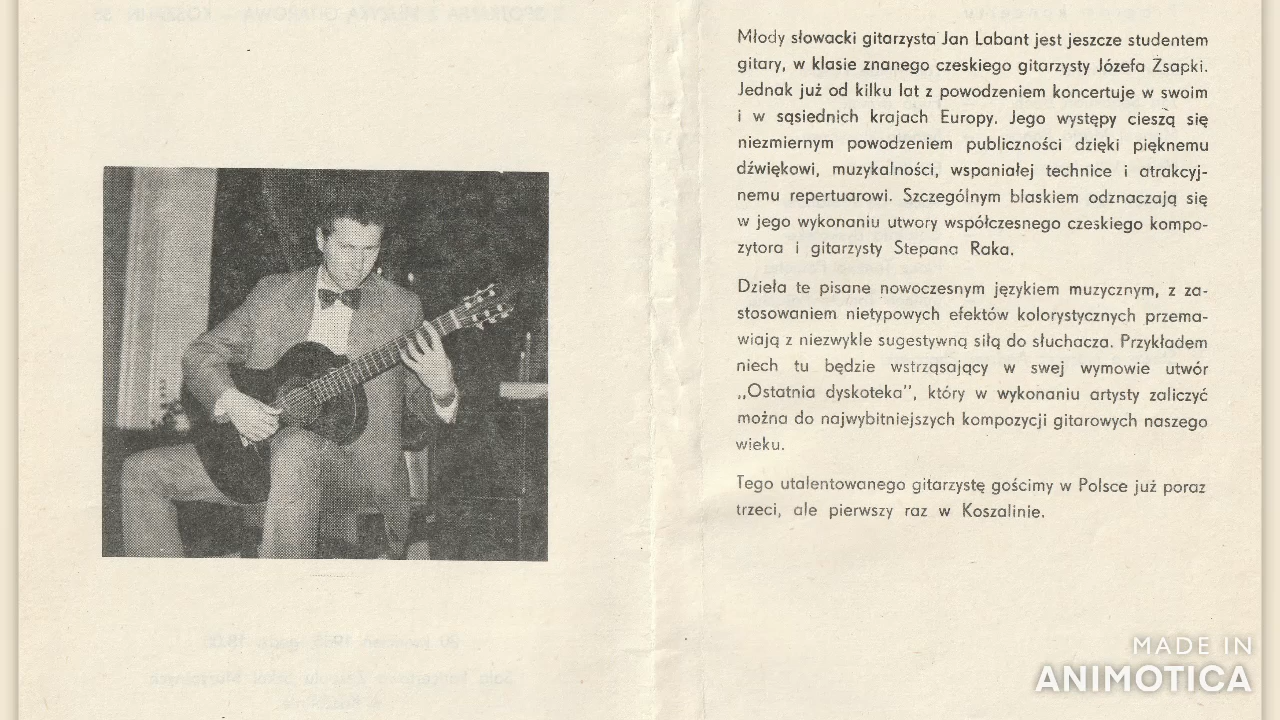 Młody słowacki gitarzysta Jan Labant jest jeszcze studentem
gitary, w klasie znanego czeskiego gitarzysty Józefa Żsapki.
Jednak już od kilku lat z powodzeniem koncertuje w swoim
i w sąsiednich krajach Europy. Jego występy cieszą się
niezmiernym powodzeniem publiczności dzięki pięknemu
dźwiękowi, muzykalności, wspaniałej technice i atrakcyj-
nemu repertuarowi. Szczególnym blaskiem odznaczają się
w jego wykonaniu utwory współczesnego czeskiego kompo-
zytora i gitarzysty Stepana Raka.
Dzieła te pisane nowoczesnym językiem muzycznym, z za-
stosowaniem nietypowych efektów kolorystycznych przema-
wiają z niezwykle sugestywną siłą do słuchacza. Przykładem
niech tu będzie wstrząsający w swej wymowie utwór
„Ostatnia dyskoteka”, który w wykonaniu artysty zaliczyć
można do najwybitniejszych kompozycji gitarowych naszego
wieku.
Tego utalentowanego gitarzystę gościmy w Polsce już poraz
trzeci, ale pierwszy raz w Koszalinie.
MADE IN
ANIMOTICA